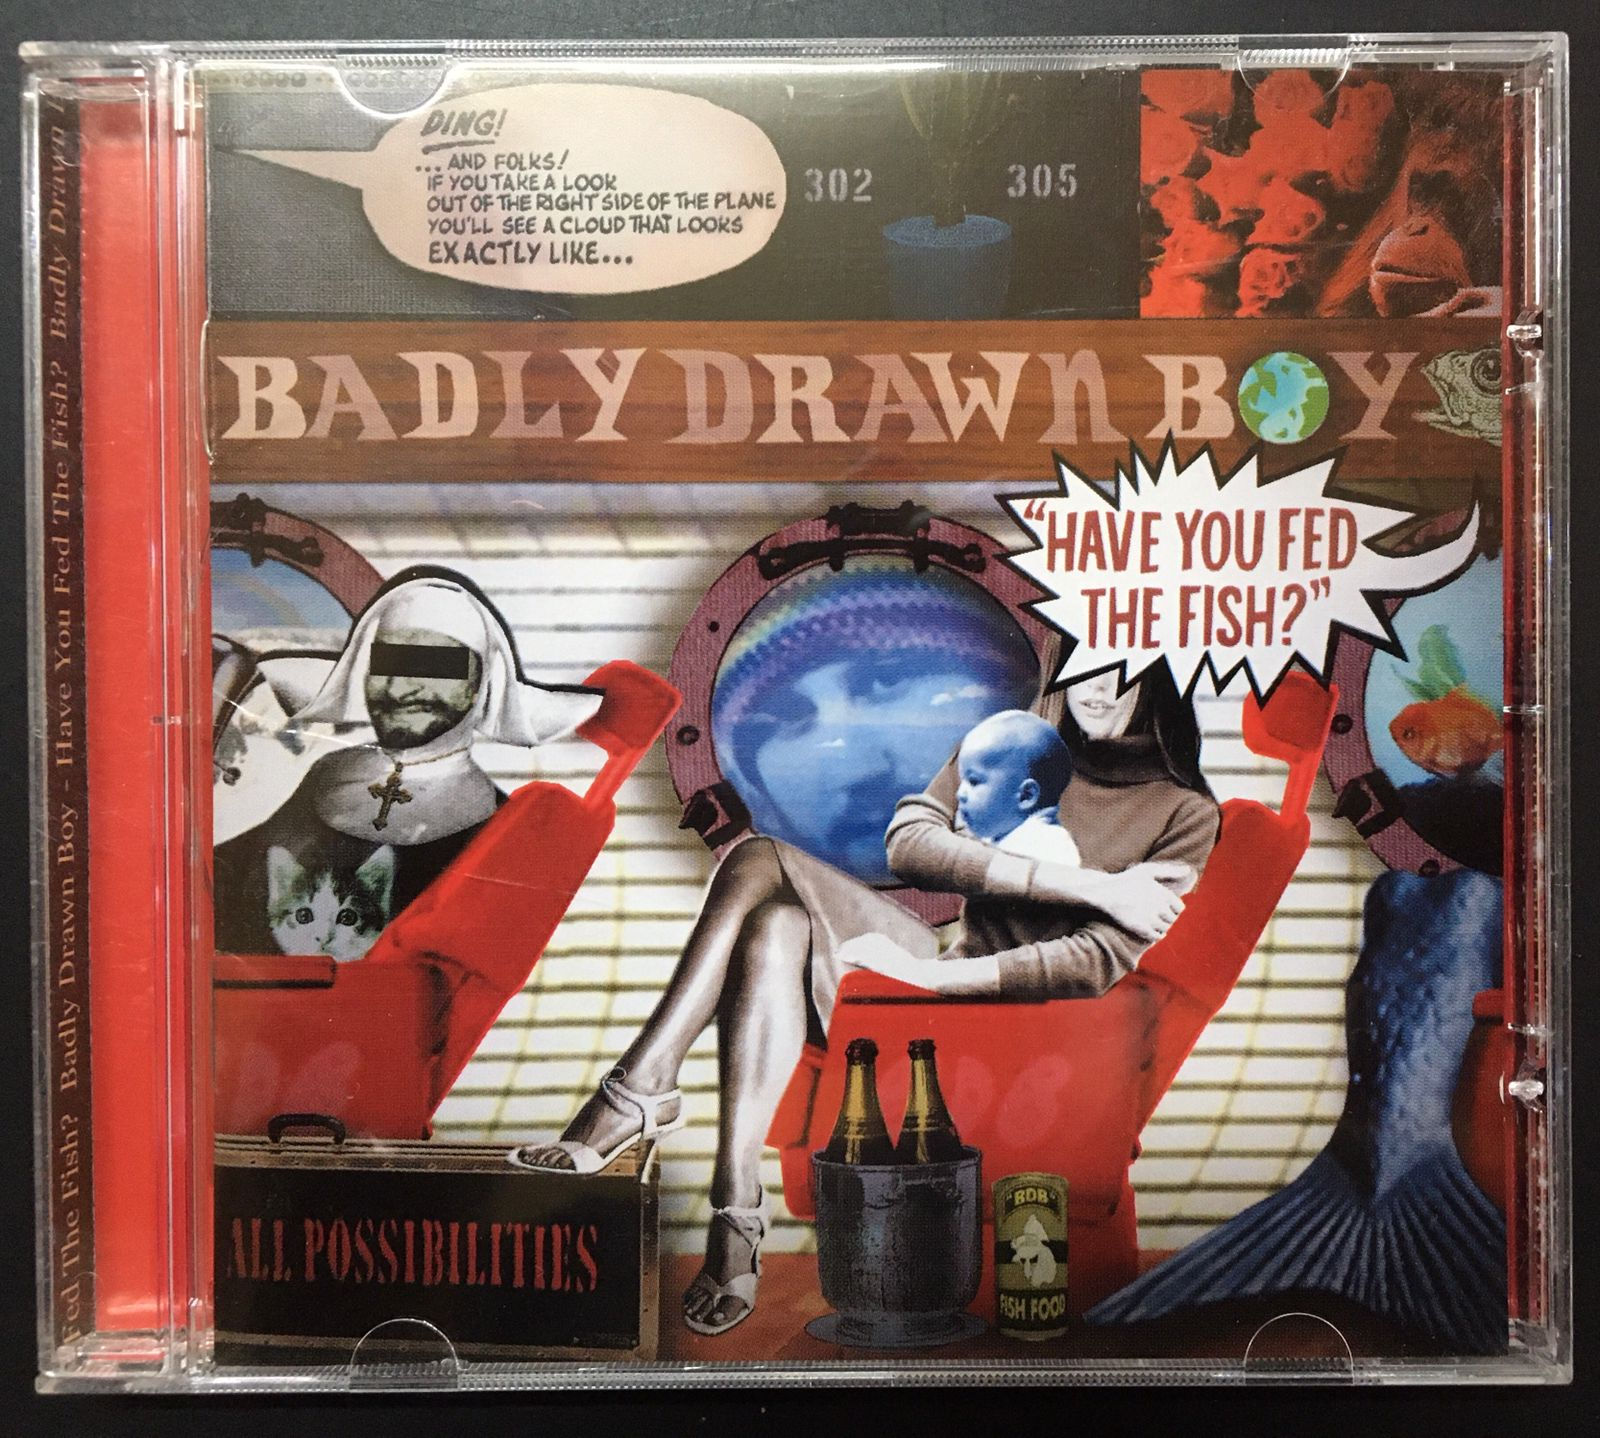 DING!
...AND FOLKS!
IF YOU TAKE A LOOK
OUT OF THE RIGHT SIDE OF THE PLANE
YOU'LL SEE A CLOUD THAT LOOKS
EXACTLY LIKE...
302
305
BADLY DRAWN BOY
"HAVE YOU FED
THE FISH?"
ALL POSSIBILITIES
"BDB"
FISH FOOD
Fed The Fish? Badly Drawn Boy - Have You Fed The Fish? Badly Drawn